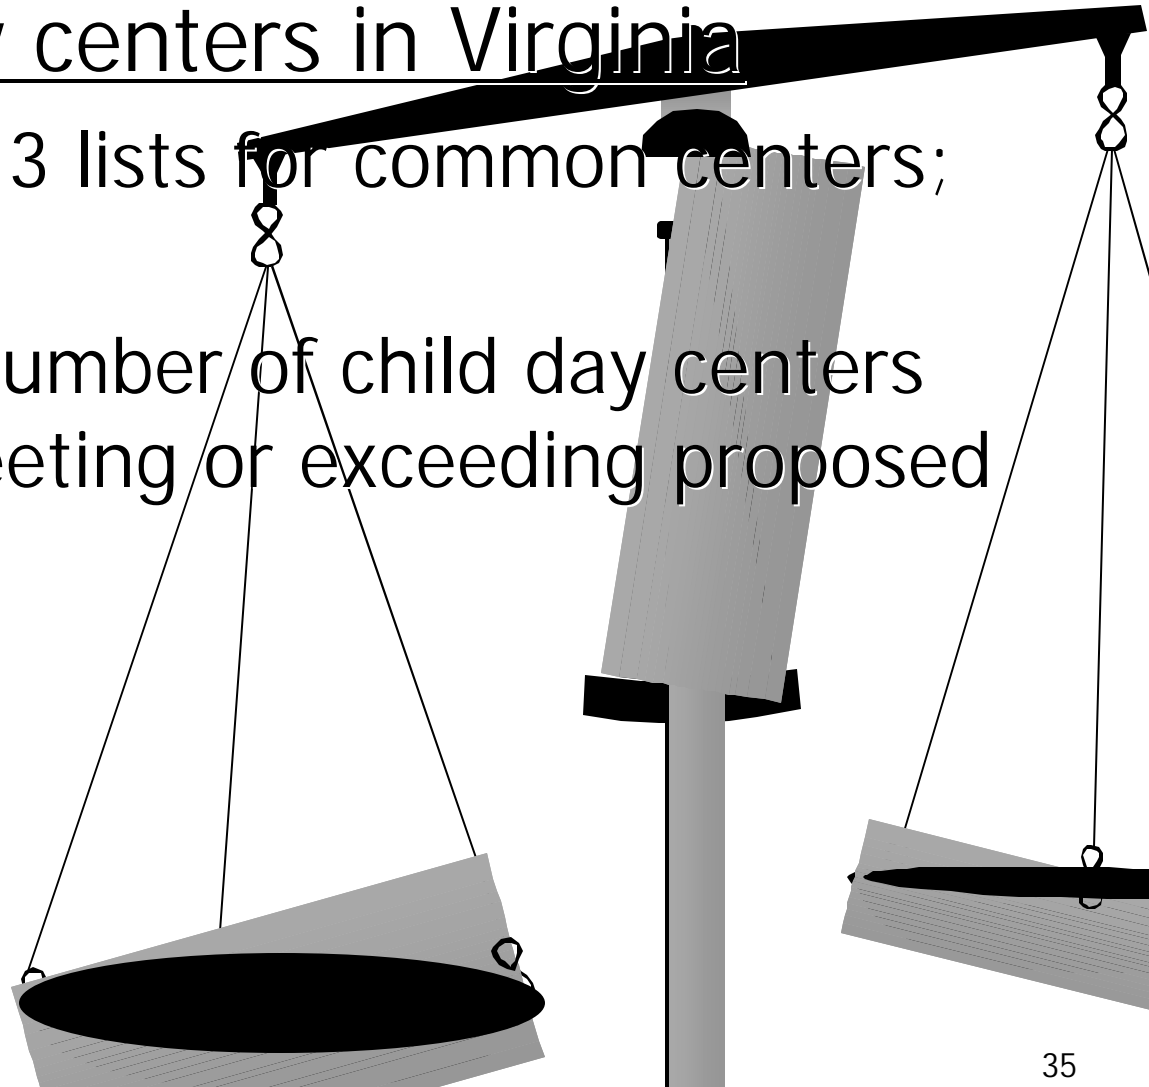 centers in Virginia
3 lists for common centers;
umber of child day centers
eeting or exceeding proposed
35